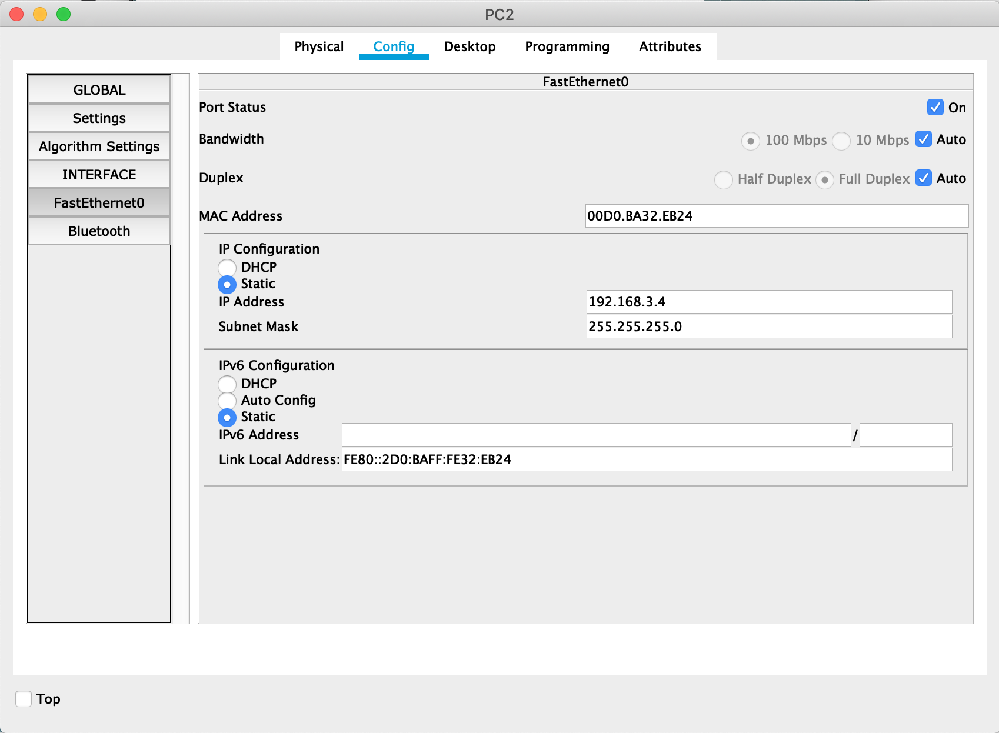 PC2
Physical Config Desktop Programming Attributes
GLOBAL
Settings
Algorithm Settings
INTERFACE
FastEthernet0
Bluetooth
FastEthernet0
Port Status On
Bandwidth 100 Mbps 10 Mbps Auto
Duplex Half Duplex Full Duplex Auto
MAC Address 00D0.BA32.EB24
IP Configuration
DHCP
Static
IP Address 192.168.3.4
Subnet Mask 255.255.255.0
IPv6 Configuration
DHCP
Auto Config
Static
IPv6 Address /
Link Local Address: FE80::2D0:BAFF:FE32:EB24
Top